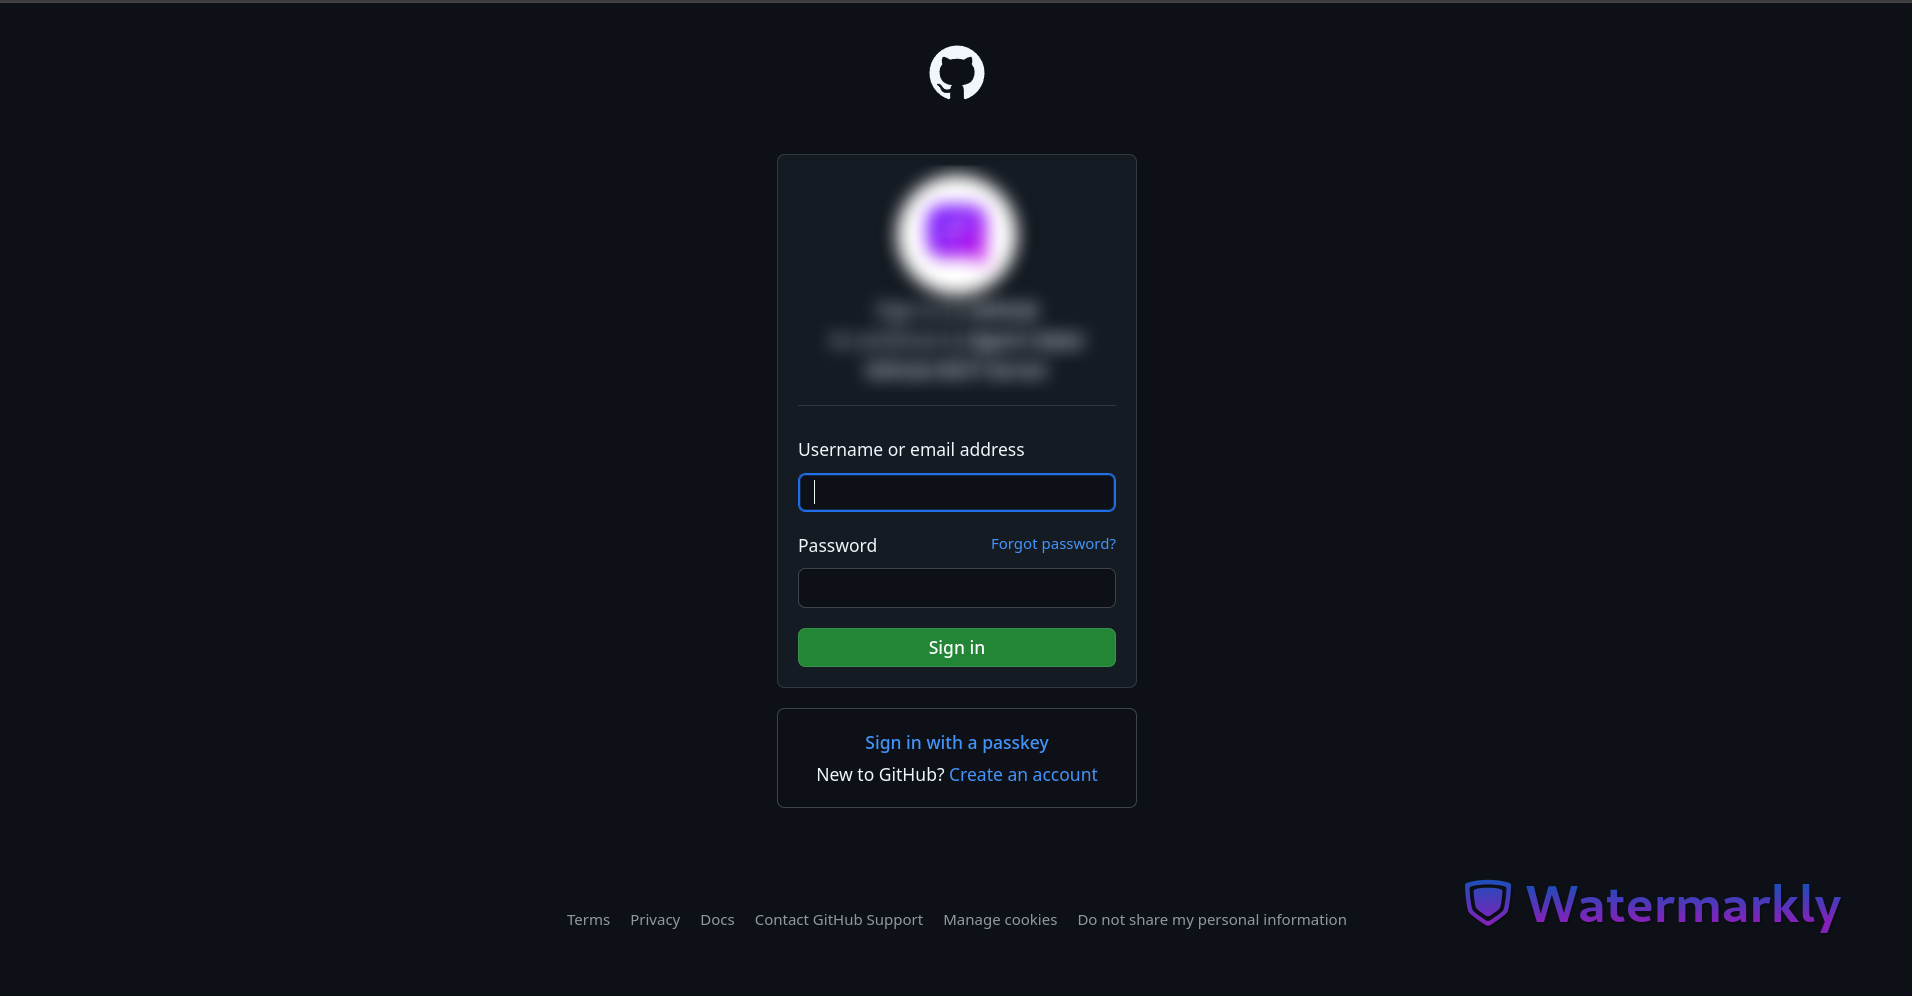 Username or email address
Password
Forgot password?
Sign in
Sign in with a passkey
New to GitHub? Create an account
Terms Privacy Docs Contact GitHub Support Manage cookies Do not share my personal information
Watermarkly